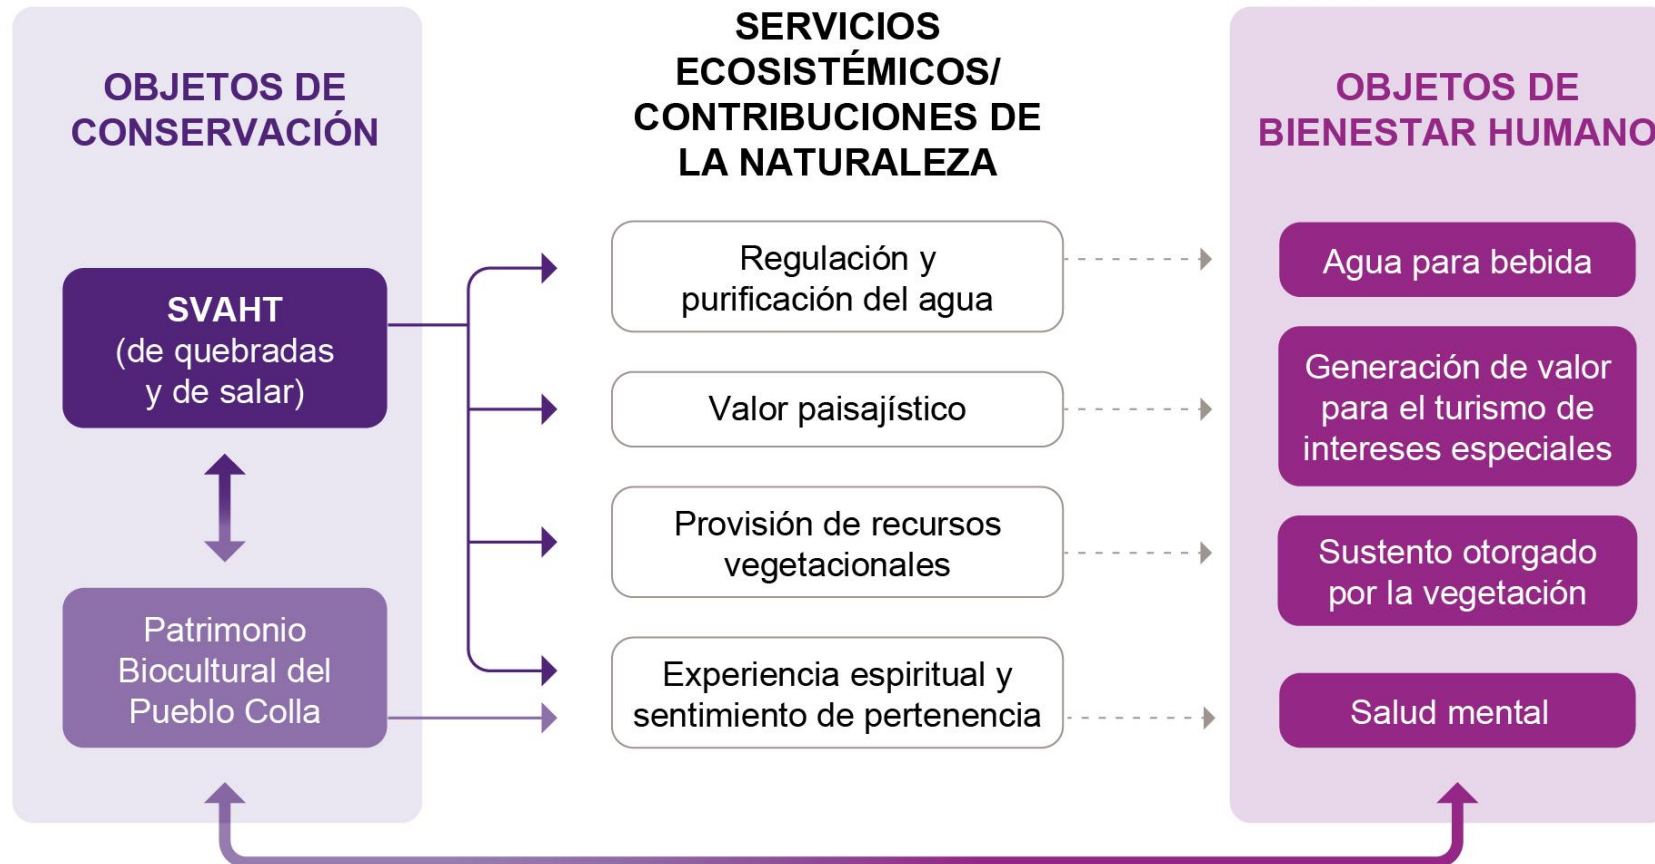 OBJETOS DE
CONSERVACIÓN
SVAHT
(de quebradas
y de salar)
Patrimonio
Biocultural del
Pueblo Colla
SERVICIOS
ECOSISTÉMICOS/
CONTRIBUCIONES DE
LA NATURALEZA
Regulación y
purificación del agua
Valor paisajístico
Provisión de recursos
vegetacionales
Experiencia espiritual y
sentimiento de pertenencia
OBJETOS DE
BIENESTAR HUMANO
Agua para bebida
Generación de valor
para el turismo de
intereses especiales
Sustento otorgado
por la vegetación
Salud mental